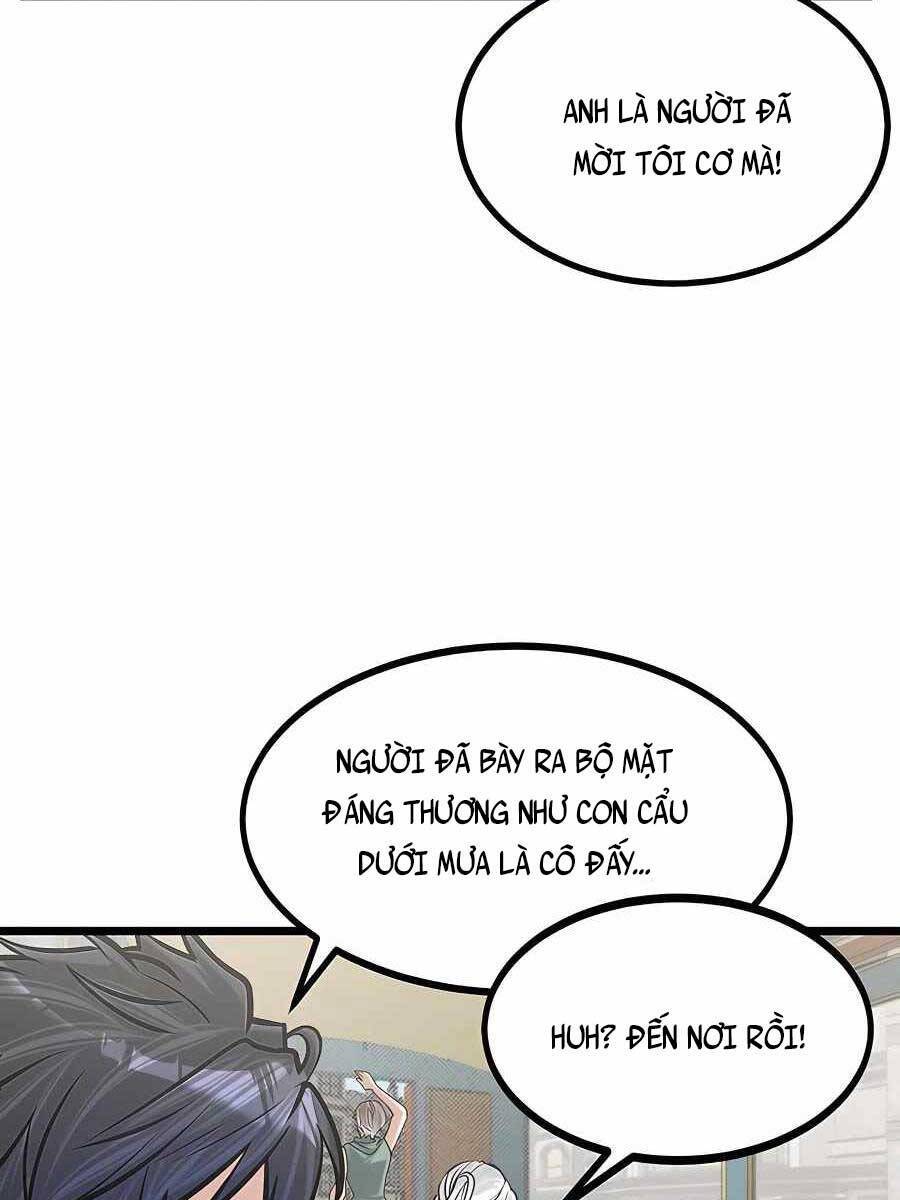 ANH LÀ NGƯỜI ĐÃ
MỜI TÔI CƠ MÀ!
NGƯỜI ĐÃ BÀY RA BỘ MẶT
ĐÁNG THƯƠNG NHƯ CON CẨU
DƯỚI MƯA LÀ CÔ ĐẤY...
HUH? ĐẾN NƠI RỒI!